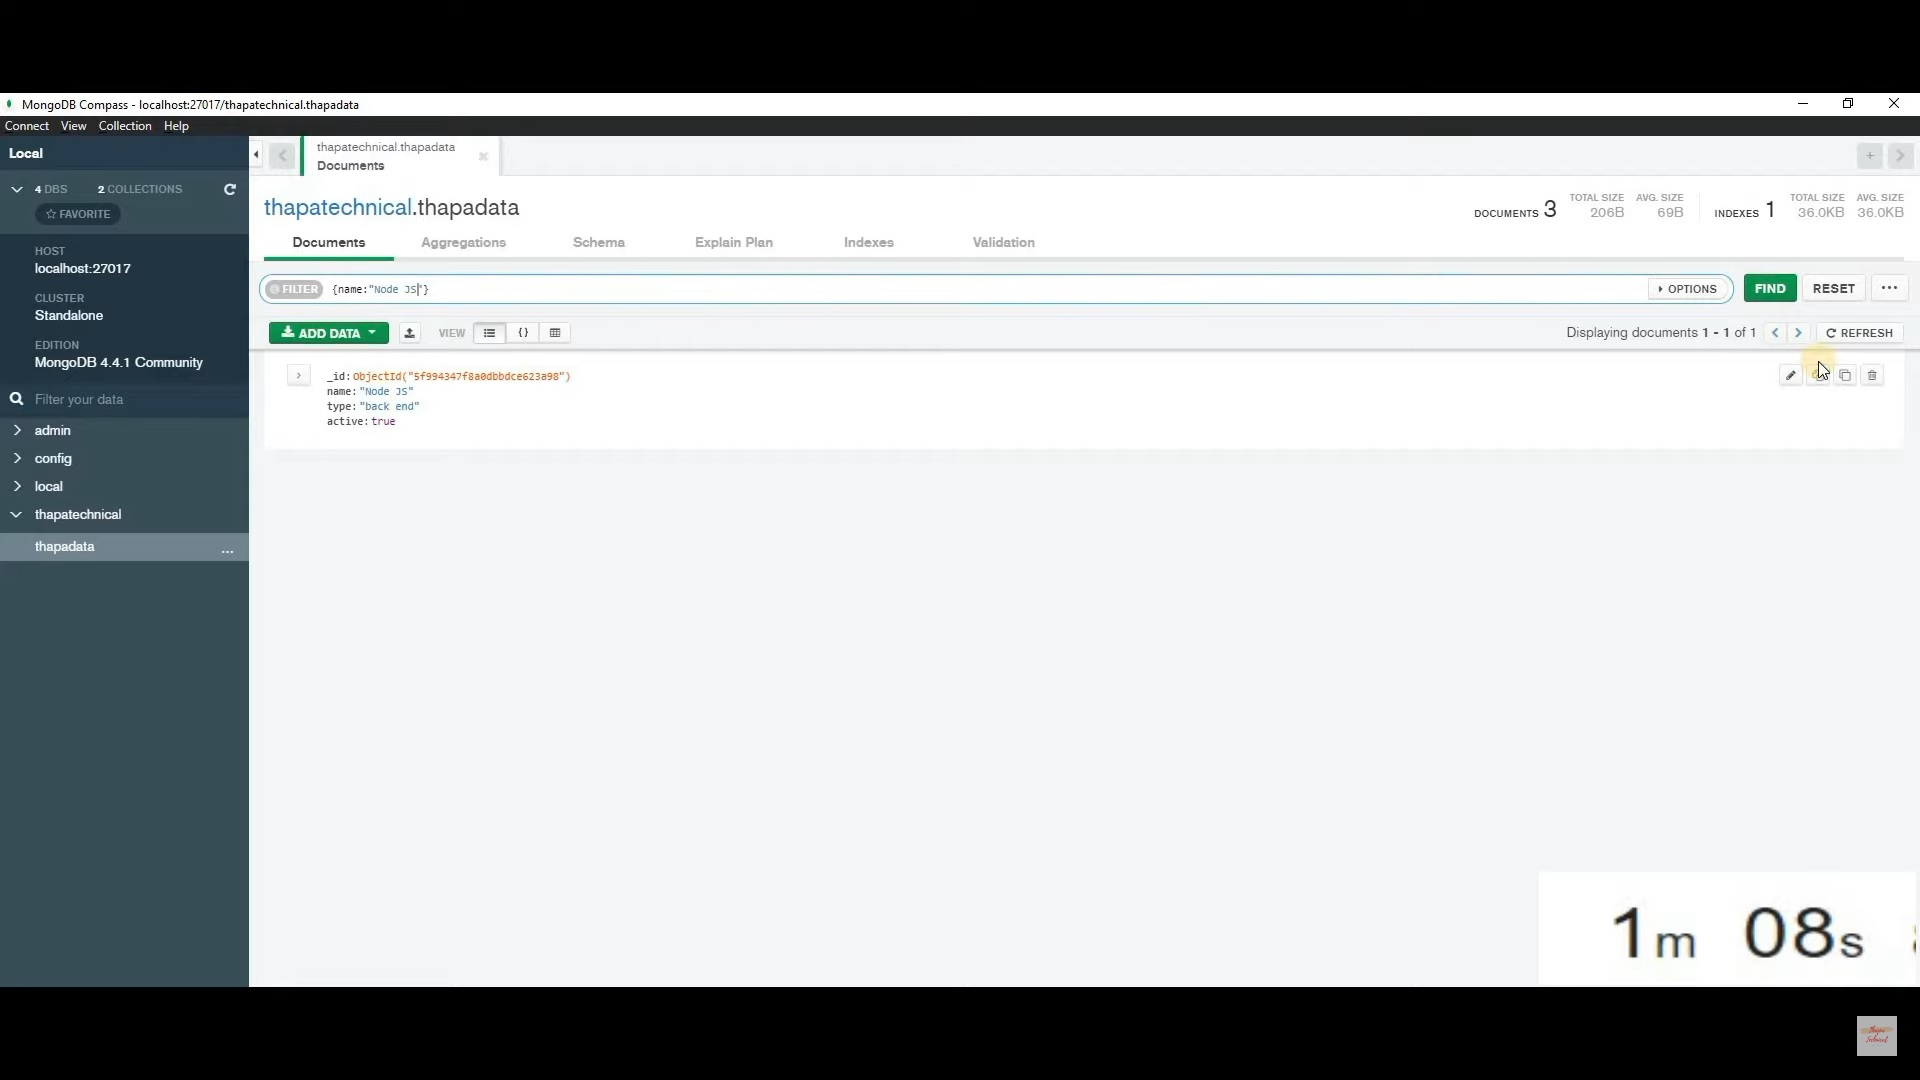 MongoDB Compass - localhost:27017/thapatechnical.thapadata
Connect View Collection Help
Local
4 DBS 2 COLLECTIONS
FAVORITE
HOST
localhost:27017
CLUSTER
Standalone
EDITION
MongoDB 4.4.1 Community
Filter your data
admin
config
local
thapatechnical
thapadata ...
thapatechnical.thapadata
Documents
thapatechnical.thapadata
DOCUMENTS 3 TOTAL SIZE 206B AVG. SIZE 69B INDEXES 1 TOTAL SIZE 36.0KB AVG. SIZE 36.0KB
Documents Aggregations Schema Explain Plan Indexes Validation
FILTER {name:"Node JS"} OPTIONS FIND RESET ...
ADD DATA VIEW {} Displaying documents 1 - 1 of 1 < > REFRESH
_id: ObjectId("5f994347f8a0dbbdce623a98")
name: "Node JS"
type: "back end"
active: true
1m 08s
Thapa
Technical